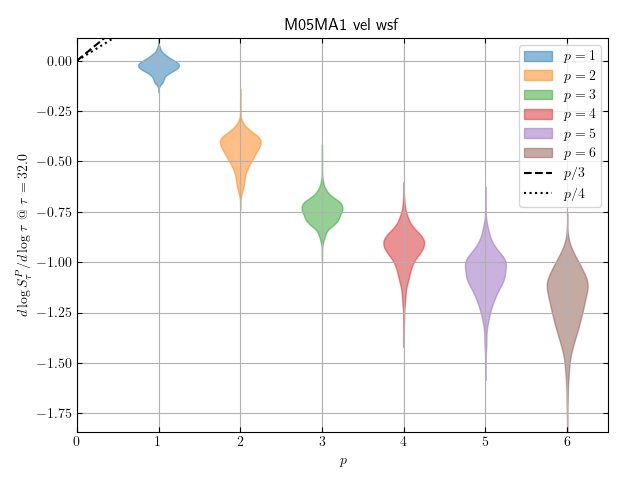 M05MA1 vel wsf
0.00
−0.25
−0.50
−0.75
−1.00
−1.25
−1.50
−1.75
d log S_τ^P / d log τ @ τ = 32.0
0 1 2 3 4 5 6
p
p = 1
p = 2
p = 3
p = 4
p = 5
p = 6
p/3
p/4